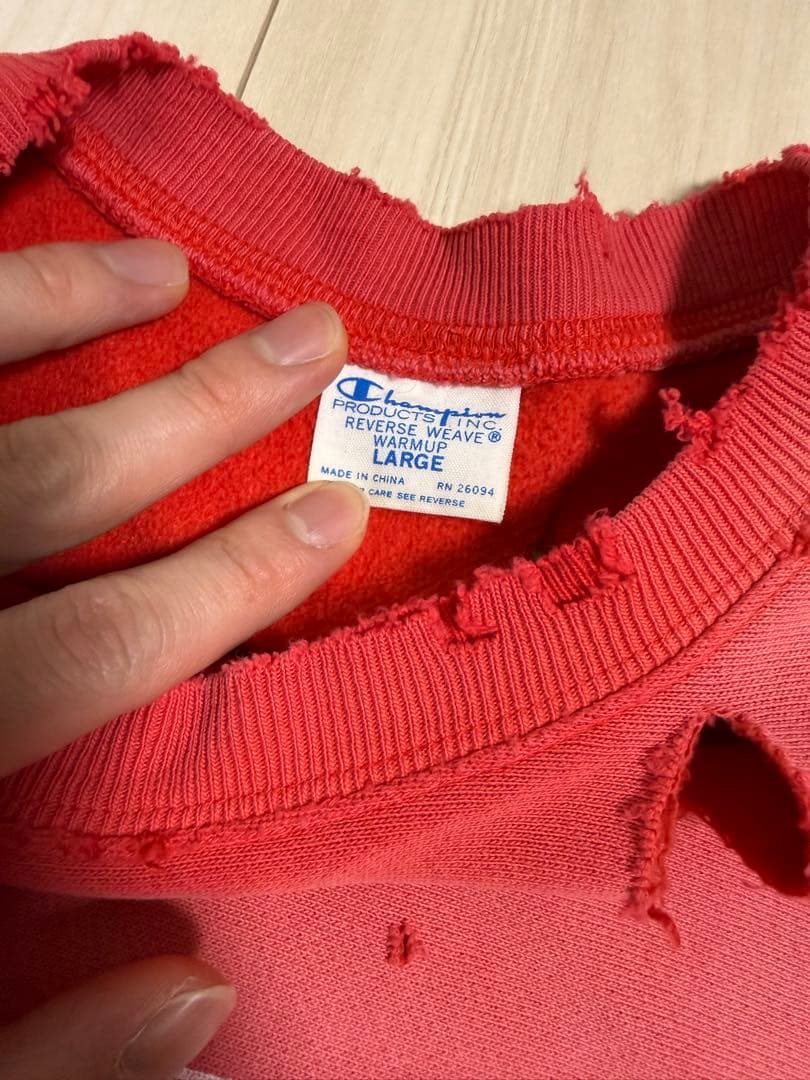 Champion
PRODUCTS, INC.
REVERSE WEAVE®
WARMUP
LARGE
MADE IN CHINA RN 26094
CARE SEE REVERSE